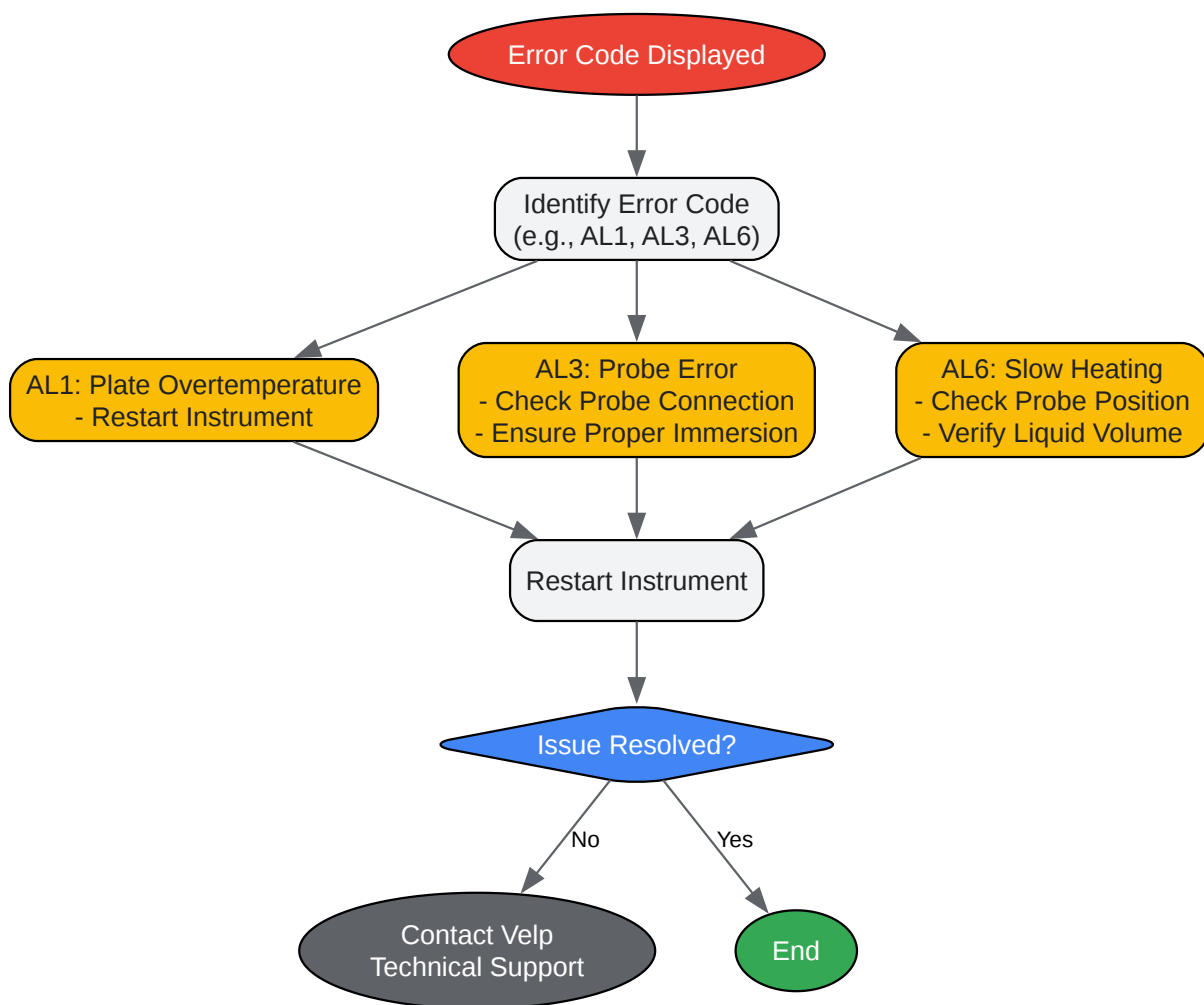 Error Code Displayed
Identify Error Code
(e.g., AL1, AL3, AL6)
AL1: Plate Overtemperature
- Restart Instrument
AL3: Probe Error
- Check Probe Connection
- Ensure Proper Immersion
AL6: Slow Heating
- Check Probe Position
- Verify Liquid Volume
Restart Instrument
Issue Resolved?
No
Yes
Contact Velp
Technical Support
End